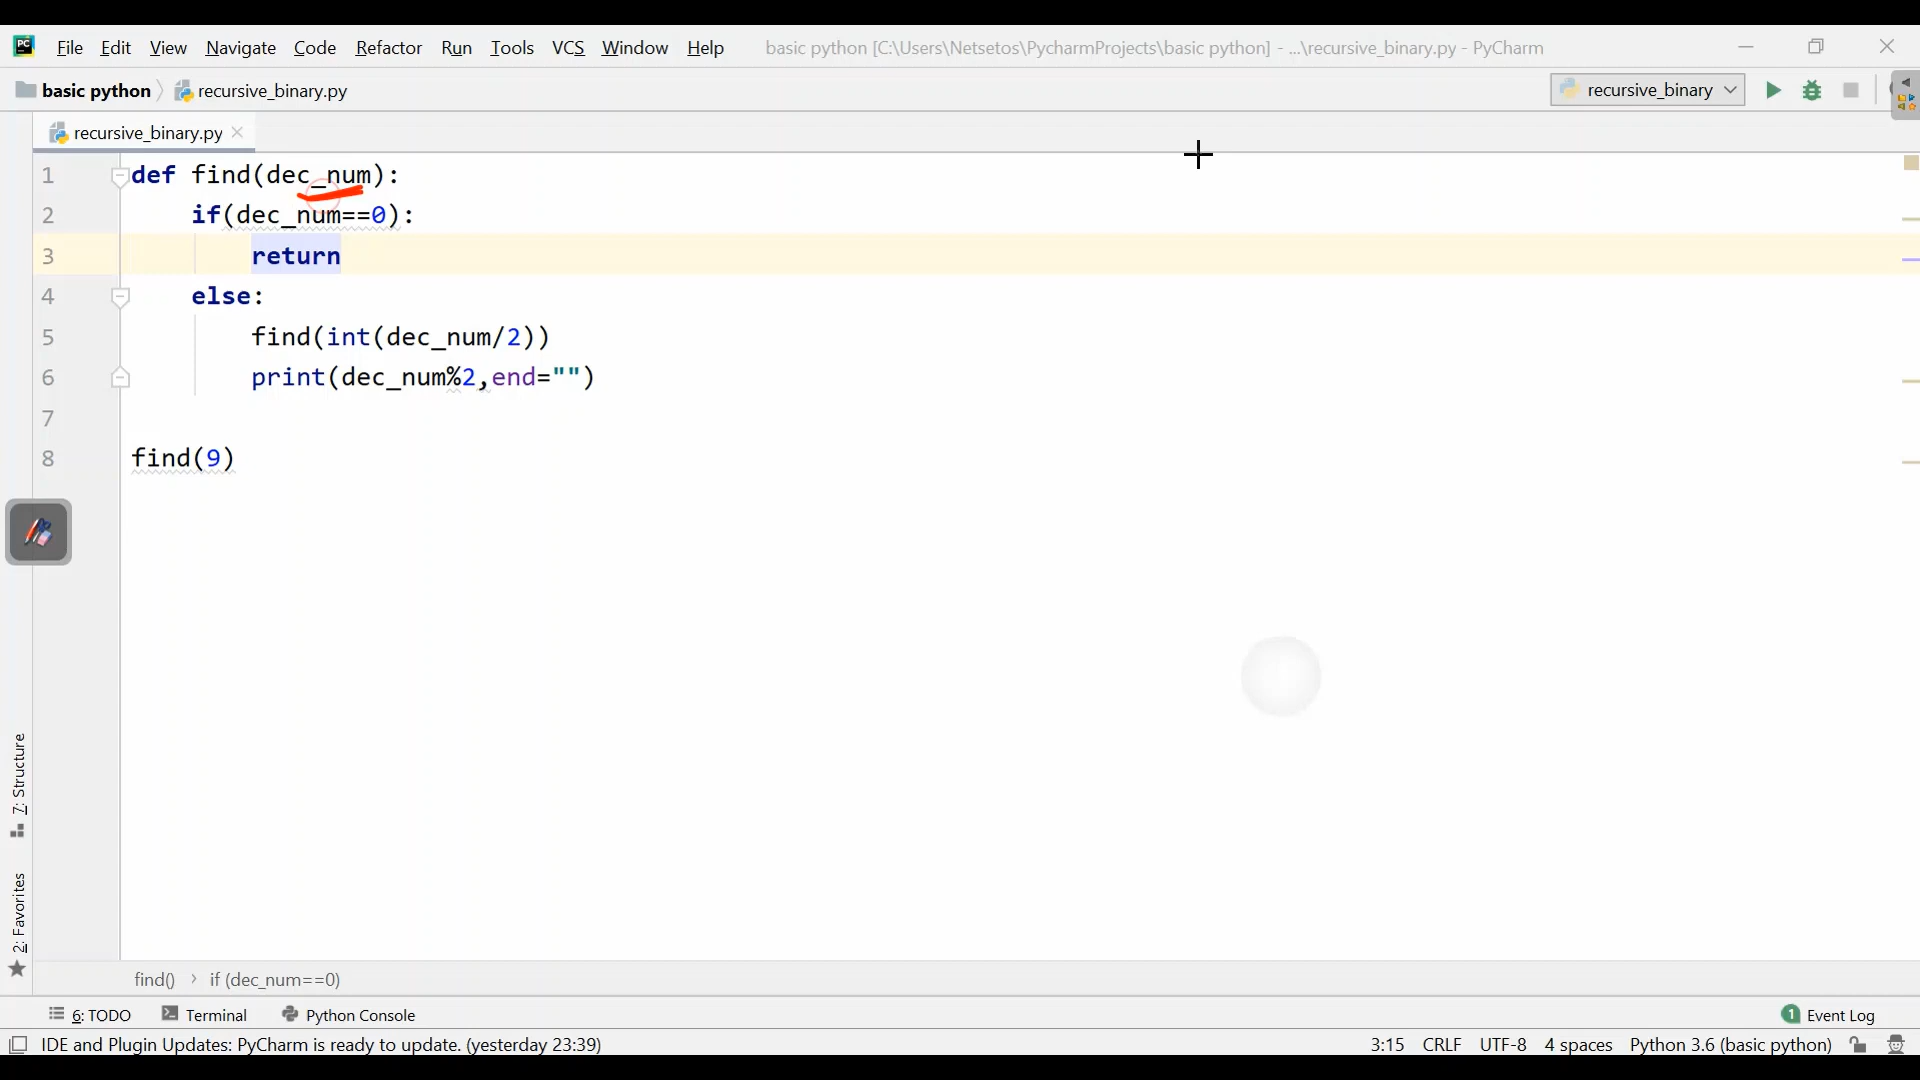 PC File Edit View Navigate Code Refactor Run Tools VCS Window Help basic python [C:\Users\Netsetos\PycharmProjects\basic python] - ...\recursive_binary.py - PyCharm
basic python recursive_binary.py recursive_binary
recursive_binary.py
1 def find(dec_num):
2 if(dec_num==0):
3 return
4 else:
5 find(int(dec_num/2))
6 print(dec_num%2,end="")
7
8 find(9)
7: Structure
2: Favorites
find() › if (dec_num==0)
6: TODO Terminal Python Console 1 Event Log
IDE and Plugin Updates: PyCharm is ready to update. (yesterday 23:39) 3:15 CRLF UTF-8 4 spaces Python 3.6 (basic python)